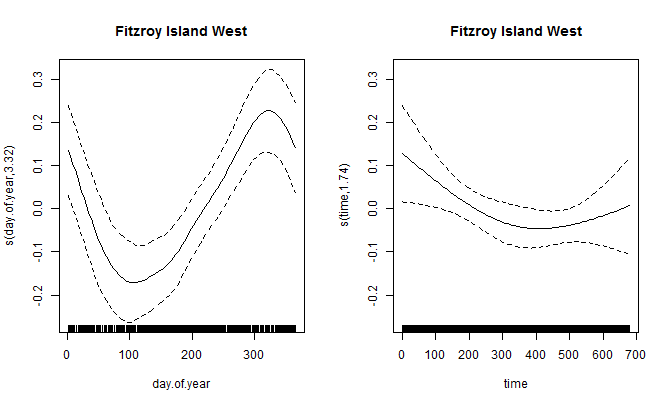 Fitzroy Island West
s(day.of.year,3.32)
0.3
0.2
0.1
0.0
-0.1
-0.2
0 100 200 300
day.of.year
Fitzroy Island West
s(time,1.74)
0.3
0.2
0.1
0.0
-0.1
-0.2
0 100 200 300 400 500 600 700
time